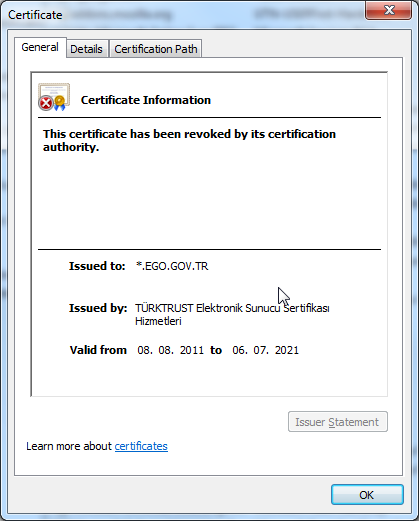 Certificate
General
Details
Certification Path
Certificate Information
This certificate has been revoked by its certification
authority.
Issued to: *.EGO.GOV.TR
Issued by: TÜRKTRUST Elektronik Sunucu Sertifikası
Hizmetleri
Valid from 08. 08. 2011 to 06. 07. 2021
Issuer Statement
Learn more about certificates
OK